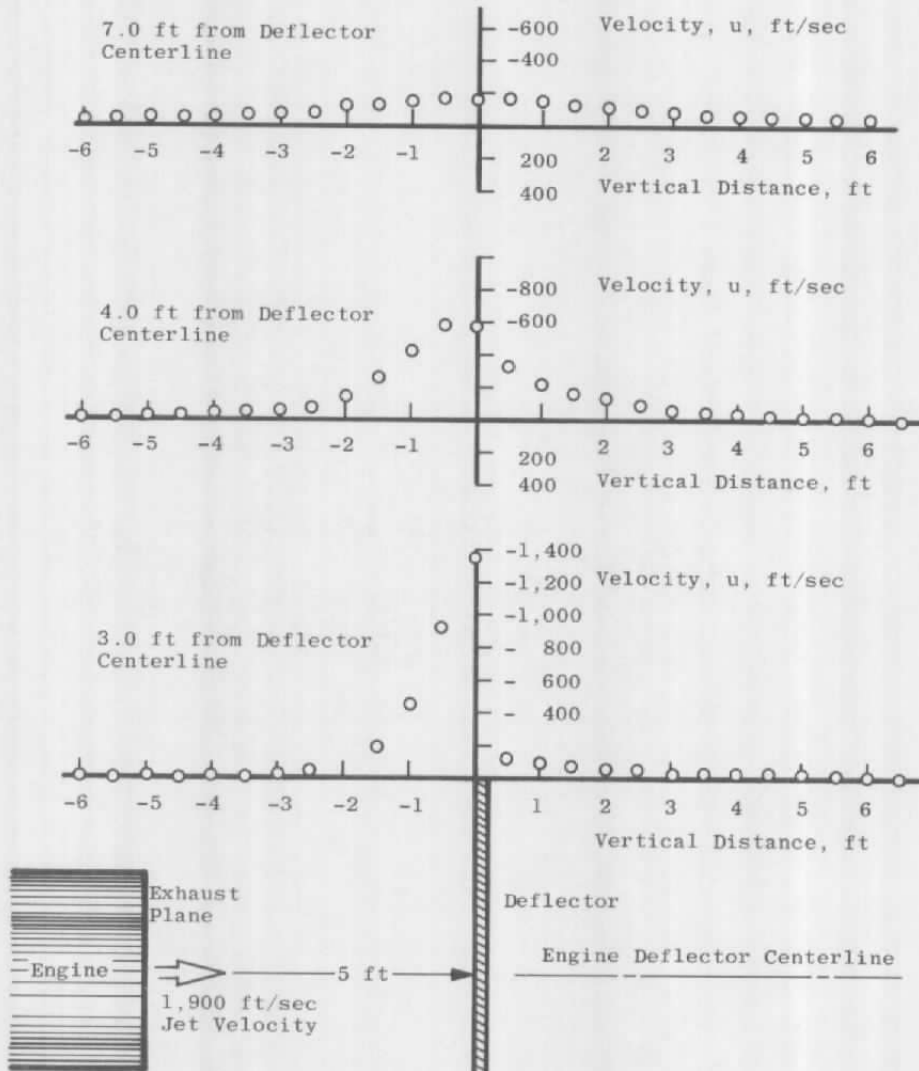 7.0 ft from Deflector
Centerline
-600
Velocity, u, ft/sec
-400
-6 -5 -4 -3 -2 -1 2 3 4 5 6
200
400
Vertical Distance, ft
4.0 ft from Deflector
Centerline
-800
Velocity, u, ft/sec
-600
-6 -5 -4 -3 -2 -1 2 3 4 5 6
200
400
Vertical Distance, ft
3.0 ft from Deflector
Centerline
-1,400
-1,200
Velocity, u, ft/sec
-1,000
- 800
- 600
- 400
-6 -5 -4 -3 -2 -1 1 2 3 4 5 6
Vertical Distance, ft
Exhaust
Plane
Deflector
Engine
5 ft
Engine Deflector Centerline
1,900 ft/sec
Jet Velocity